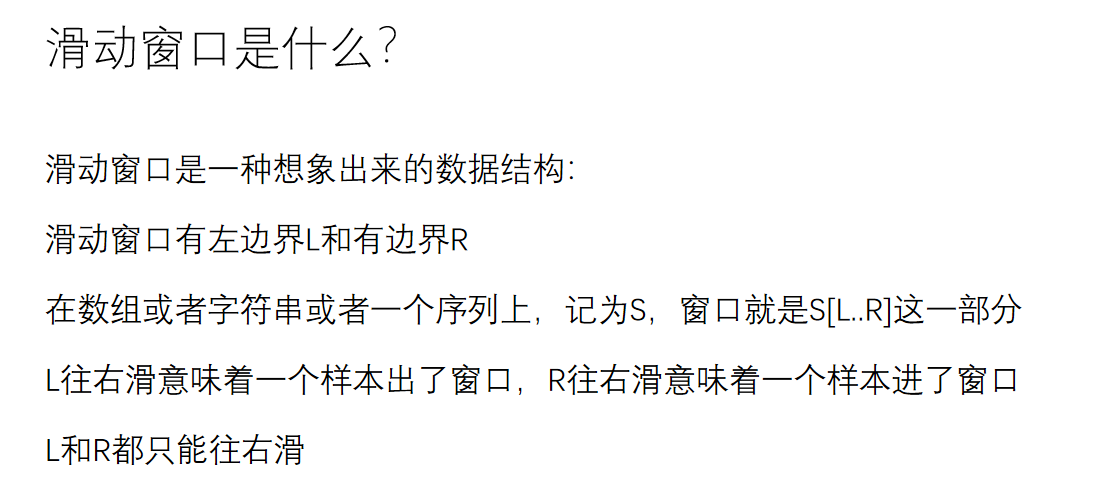 滑动窗口是什么？
滑动窗口是一种想象出来的数据结构：
滑动窗口有左边界L和有边界R
在数组或者字符串或者一个序列上，记为S，窗口就是S[L..R]这一部分
L往右滑意味着一个样本出了窗口，R往右滑意味着一个样本进了窗口
L和R都只能往右滑